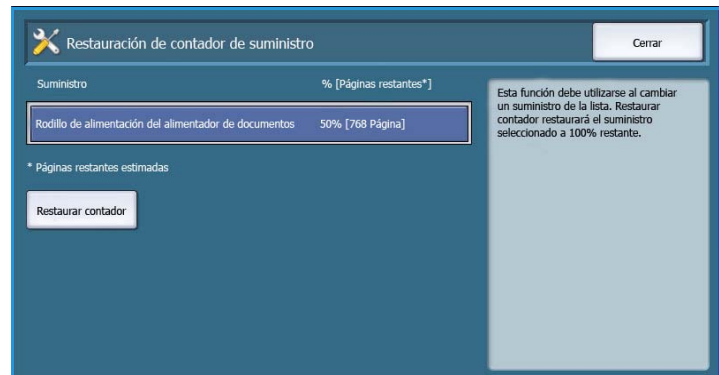 Restauración de contador de suministro
Cerrar
Suministro
% [Páginas restantes*]
Rodillo de alimentación del alimentador de documentos
50% [768 Página]
* Páginas restantes estimadas
Restaurar contador
Esta función debe utilizarse al cambiar
un suministro de la lista. Restaurar
contador restaurará el suministro
seleccionado a 100% restante.